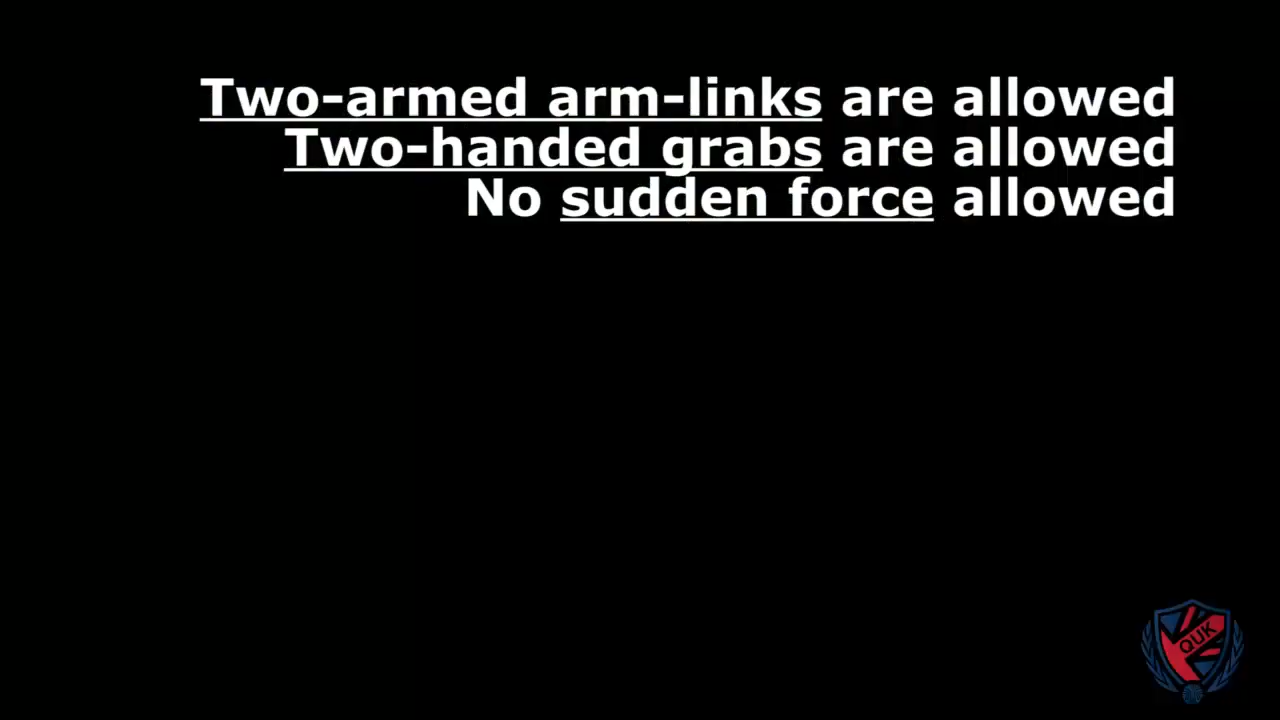 Two-armed arm-links are allowed
Two-handed grabs are allowed
No sudden force allowed
QUK